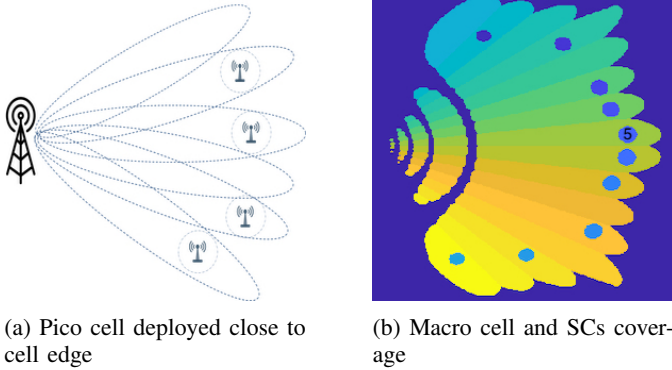 5
(a) Pico cell deployed close to
cell edge
(b) Macro cell and SCs cover-
age